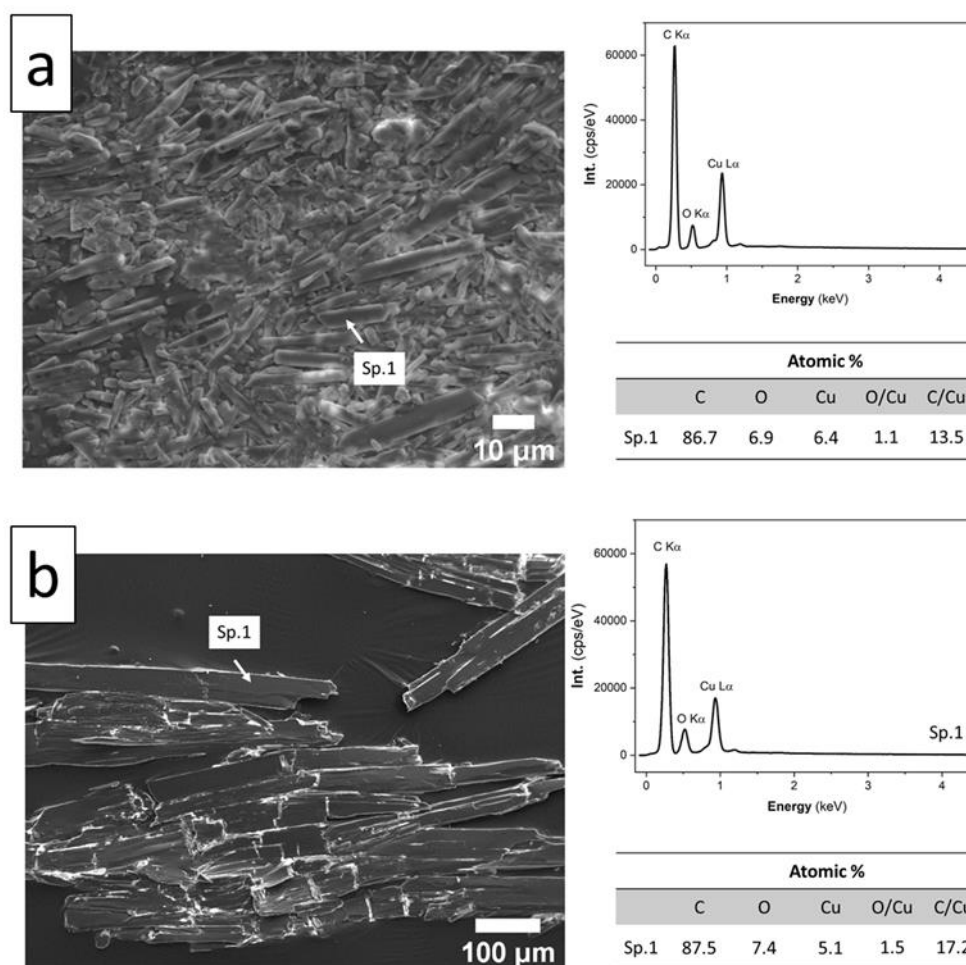 a
Sp.1
10 µm
Int. (cps/eV)
60000
40000
20000
0
C Kα
O Kα
Cu Lα
0
2
4
Energy (keV)
Atomic %
C O Cu O/Cu C/Cu
Sp.1 86.7 6.9 6.4 1.1 13.5
b
Sp.1
100 µm
Int. (cps/eV)
60000
40000
20000
0
C Kα
O Kα
Cu Lα
Sp.1
0
1
2
3
4
Energy (keV)
Atomic %
C O Cu O/Cu C/Cu
Sp.1 87.5 7.4 5.1 1.5 17.2